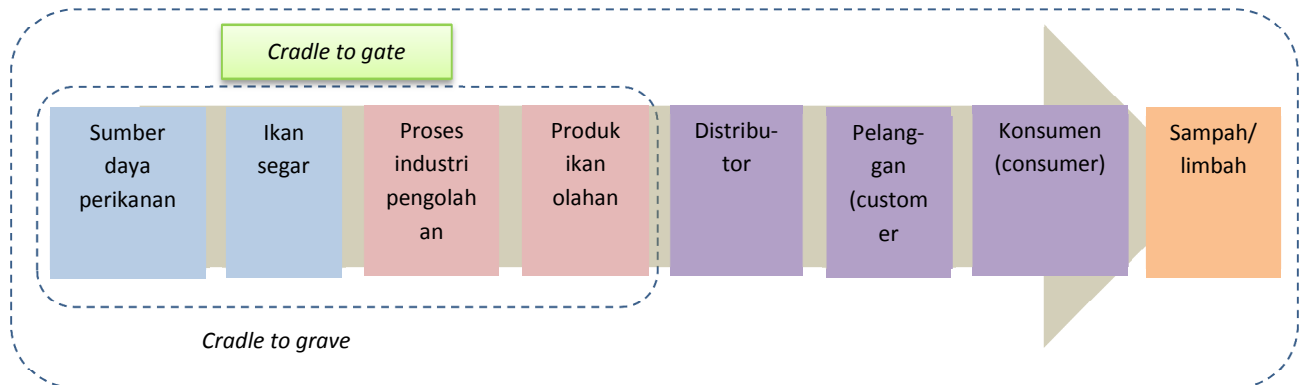 Cradle to gate
Sumber
daya
perikanan
Ikan
segar
Proses
industri
pengolah
an
Produk
ikan
olahan
Distribu-
tor
Pelang-
gan
(custom
er
Konsumen
(consumer)
Sampah/
limbah
Cradle to grave